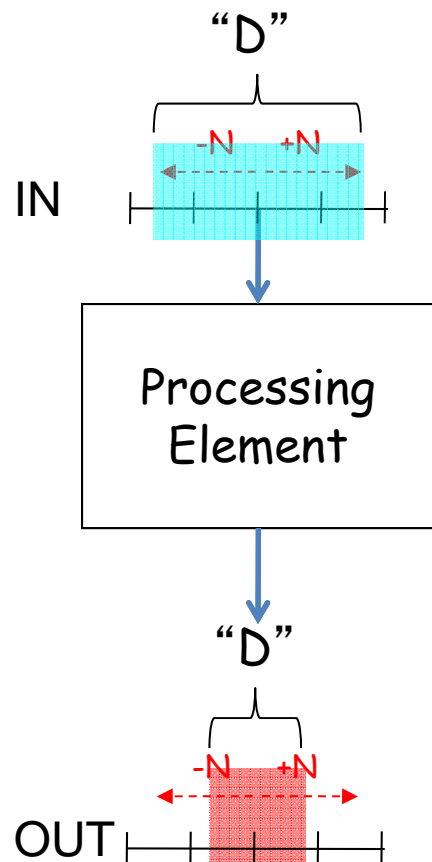 “D”
-N +N
IN
Processing
Element
“D”
-N +N
OUT